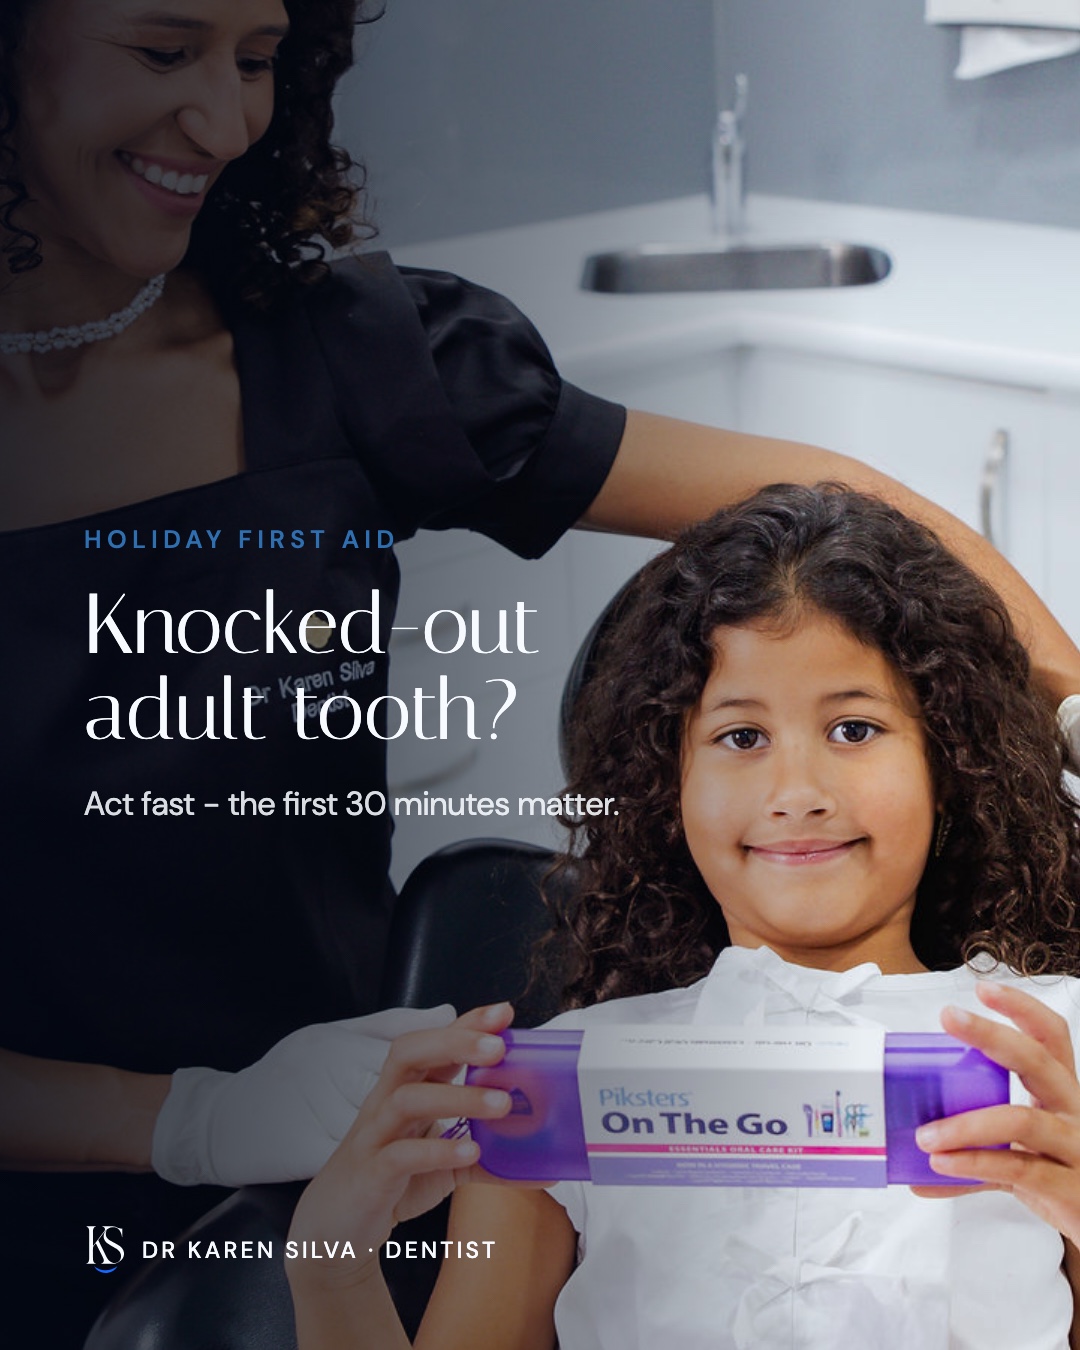 HOLIDAY FIRST AID
Knocked-out
adult tooth?
Dr Karen Silva
Dentist
Act fast – the first 30 minutes matter.
Piksters
On The Go
ESSENTIALS ORAL CARE KIT
KS DR KAREN SILVA · DENTIST